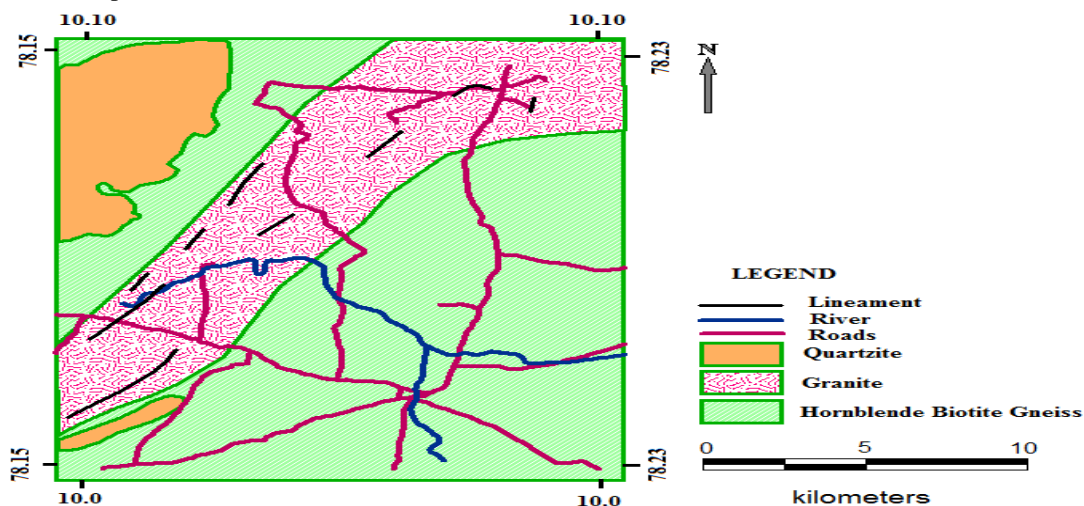 10.10 10.10
78.15
78.23
N
LEGEND
Lineament
River
Roads
Quartzite
Granite
Hornblende Biotite Gneiss
0 5 10
kilometers
78.15
78.23
10.0 10.0